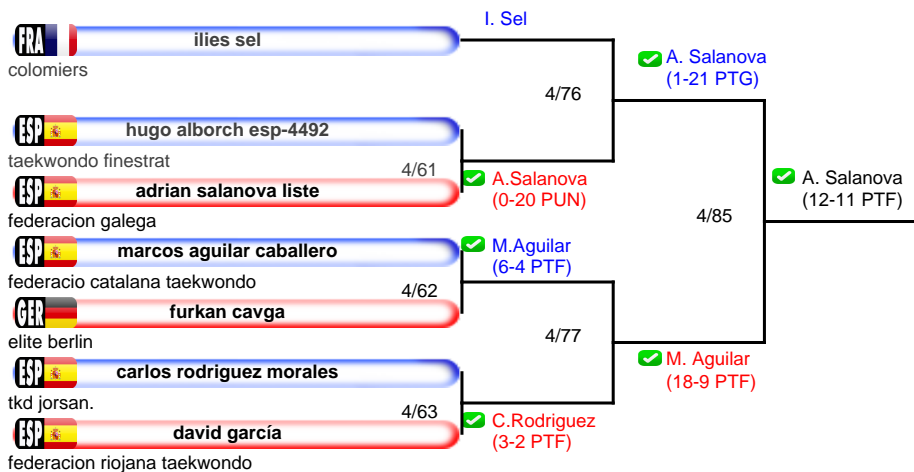 I. Sel
FRA ilies sel
colomiers
A. Salanova
(1-21 PTG)
4/76
ESP hugo alborch esp-4492
taekwondo finestrat
4/61
ESP adrian salanova liste
A.Salanova
(0-20 PUN)
federacion galega
A. Salanova
(12-11 PTF)
4/85
ESP marcos aguilar caballero
M.Aguilar
(6-4 PTF)
federacio catalana taekwondo
4/62
GER furkan cavga
elite berlin
4/77
M. Aguilar
(18-9 PTF)
ESP carlos rodriguez morales
tkd jorsan.
4/63
C.Rodriguez
(3-2 PTF)
ESP david garcía
federacion riojana taekwondo